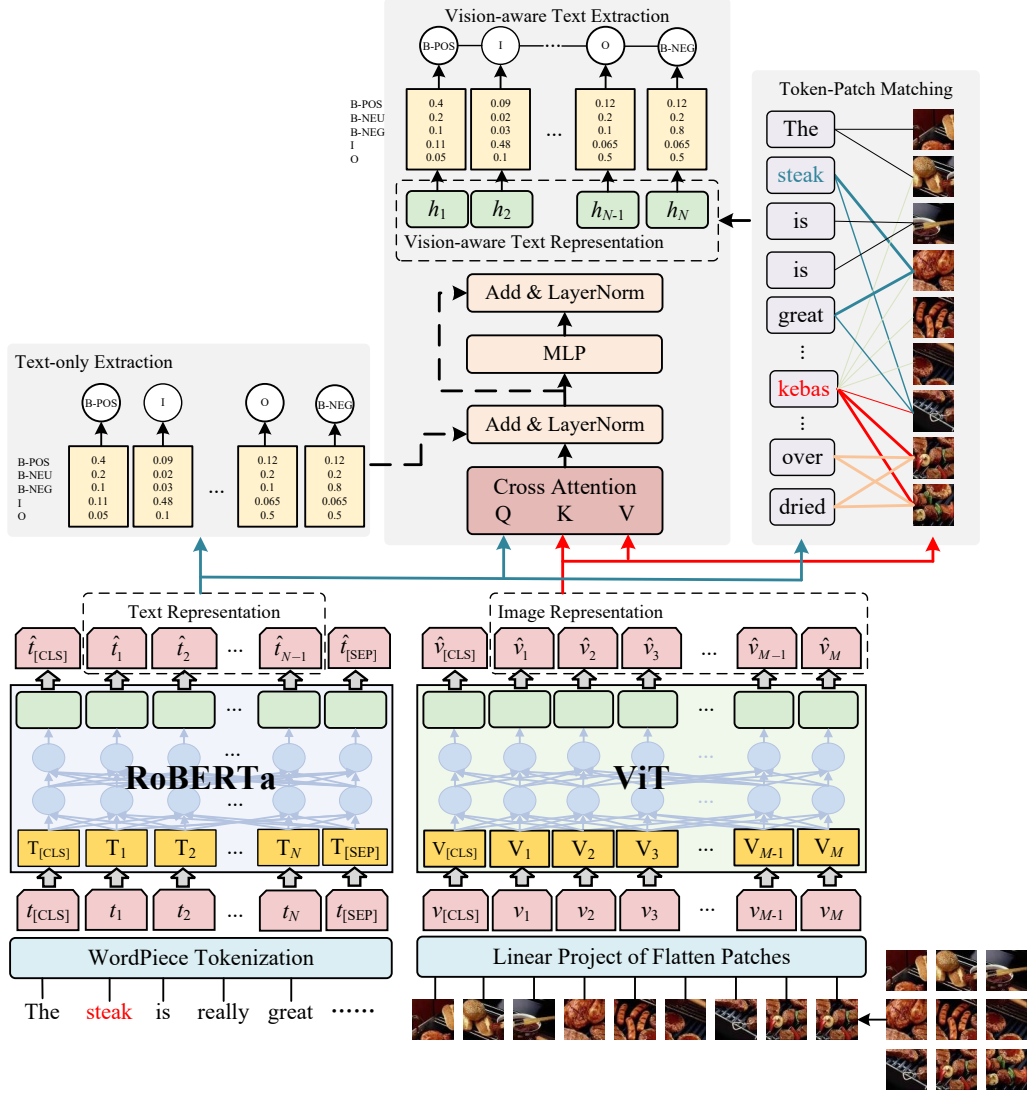 Vision-aware Text Extraction
B-POS I ... O B-NEG
B-POS 0.4 0.09 0.12 0.12
B-NEU 0.2 0.02 0.2 0.2
B-NEG 0.1 0.03 0.1 0.8
I 0.11 0.48 ... 0.065 0.065
O 0.05 0.1 0.5 0.5
h1 h2 hN-1 hN
Vision-aware Text Representation
Add & LayerNorm
MLP
Add & LayerNorm
Cross Attention
Q K V
Token-Patch Matching
The
steak
is
is
great
...
kebas
...
over
dried
Text-only Extraction
B-POS I O B-NEG
B-POS 0.4 0.09 0.12 0.12
B-NEU 0.2 0.02 0.2 0.2
B-NEG 0.1 0.03 0.1 0.8
I 0.11 0.48 ... 0.065 0.065
O 0.05 0.1 0.5 0.5
Text Representation
t̂[CLS] t̂1 t̂2 ... t̂N−1 t̂[SEP]
...
...
RoBERTa
...
T[CLS] T1 T2 ... TN T[SEP]
t[CLS] t1 t2 ... tN t[SEP]
WordPiece Tokenization
The steak is really great ······
Image Representation
v̂[CLS] v̂1 v̂2 v̂3 ... v̂M−1 v̂M
...
...
ViT
...
V[CLS] V1 V2 V3 ... VM-1 VM
v[CLS] v1 v2 v3 ... vM-1 vM
Linear Project of Flatten Patches